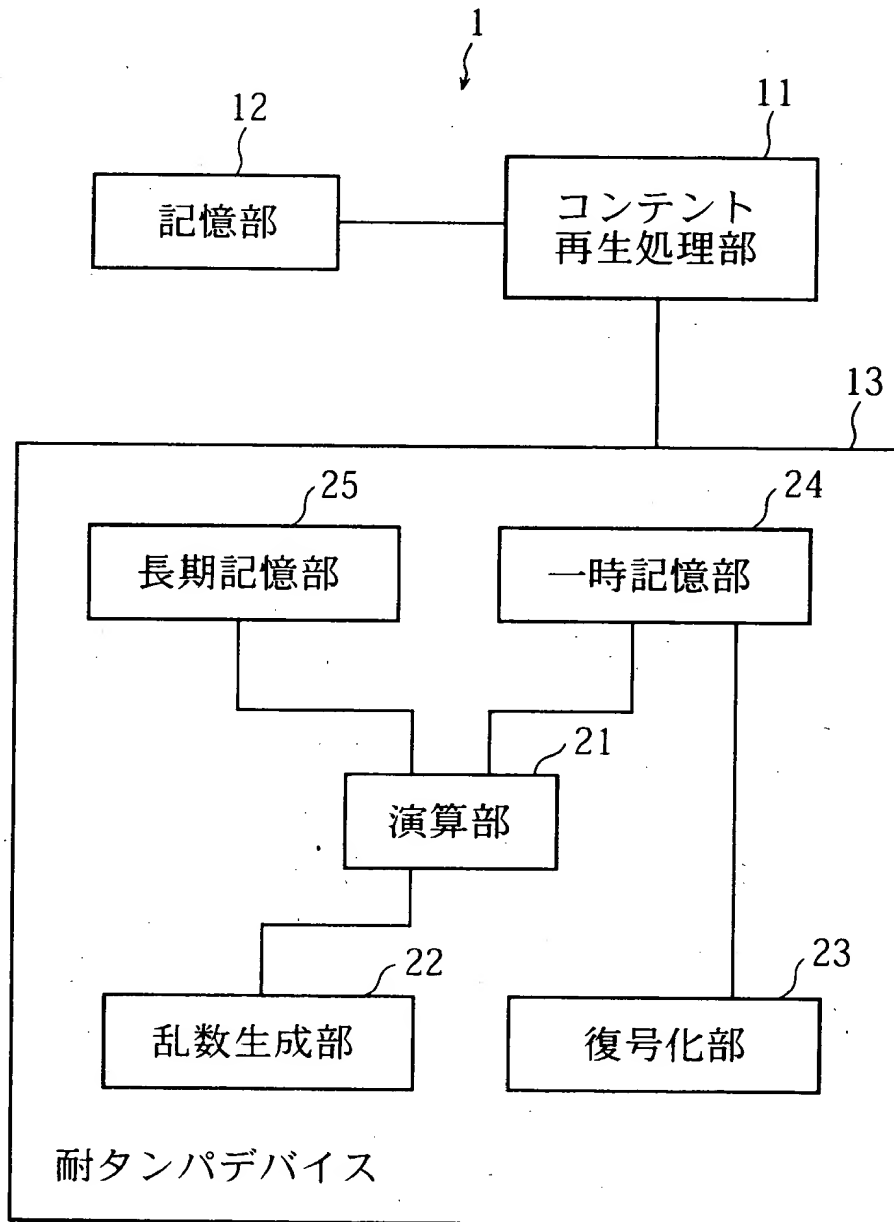 1
12
11
記憶部
コンテント
再生処理部
13
25
24
長期記憶部
一時記憶部
21
演算部
22
23
乱数生成部
復号化部
耐タンパデバイス